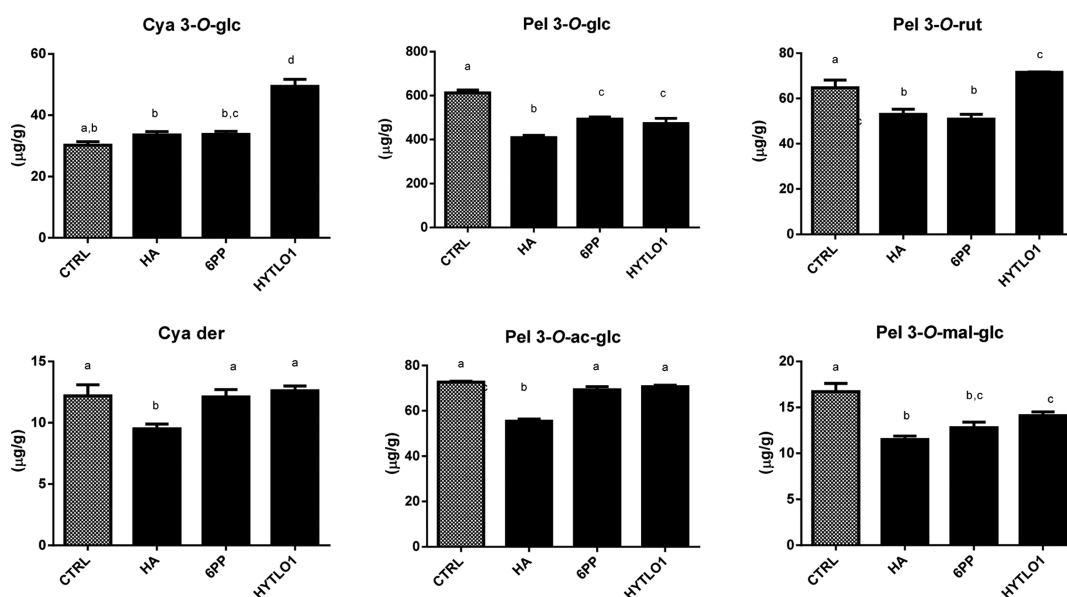 Cya 3-O-glc
60
40
20
0
(μg/g)
a,b
b
b,c
d
CTRL
HA
6PP
HYTLO1
Pel 3-O-glc
800
600
400
200
0
(μg/g)
a
b
c
c
CTRL
HA
6PP
HYTLO1
Pel 3-O-rut
80
60
40
20
0
(μg/g)
a
b
b
c
c
CTRL
HA
6PP
HYTLO1
Cya der
15
10
5
0
(μg/g)
a
b
a
a
CTRL
HA
6PP
HYTLO1
Pel 3-O-ac-glc
80
60
40
20
0
(μg/g)
a
c
b
a
a
CTRL
HA
6PP
HYTLO1
Pel 3-O-mal-glc
20
15
10
5
0
(μg/g)
a
b
b,c
c
CTRL
HA
6PP
HYTLO1